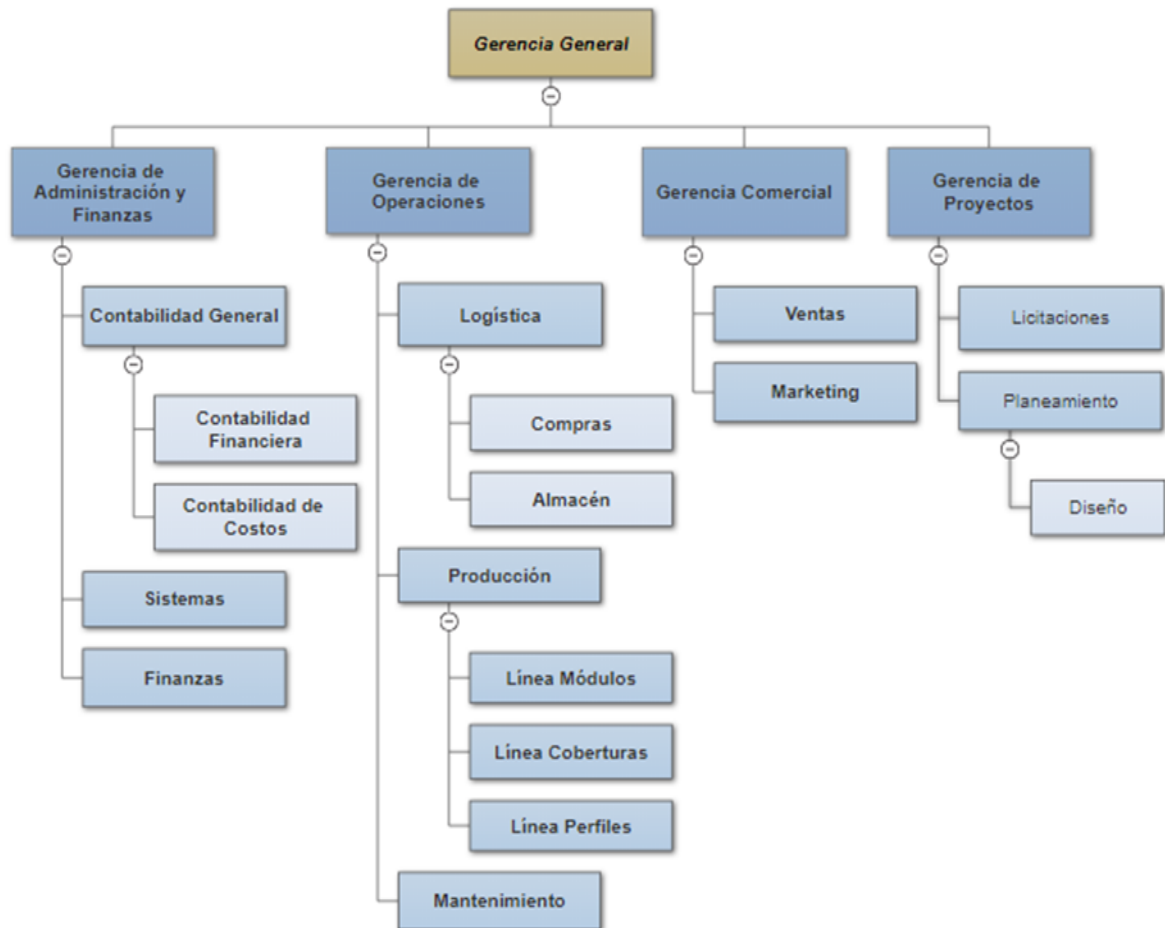 Gerencia General
Gerencia de
Administración y
Finanzas
Contabilidad General
Contabilidad
Financiera
Contabilidad de
Costos
Sistemas
Finanzas
Gerencia de
Operaciones
Logística
Compras
Almacén
Producción
Línea Módulos
Línea Coberturas
Línea Perfiles
Mantenimiento
Gerencia Comercial
Ventas
Marketing
Gerencia de
Proyectos
Licitaciones
Planeamiento
Diseño